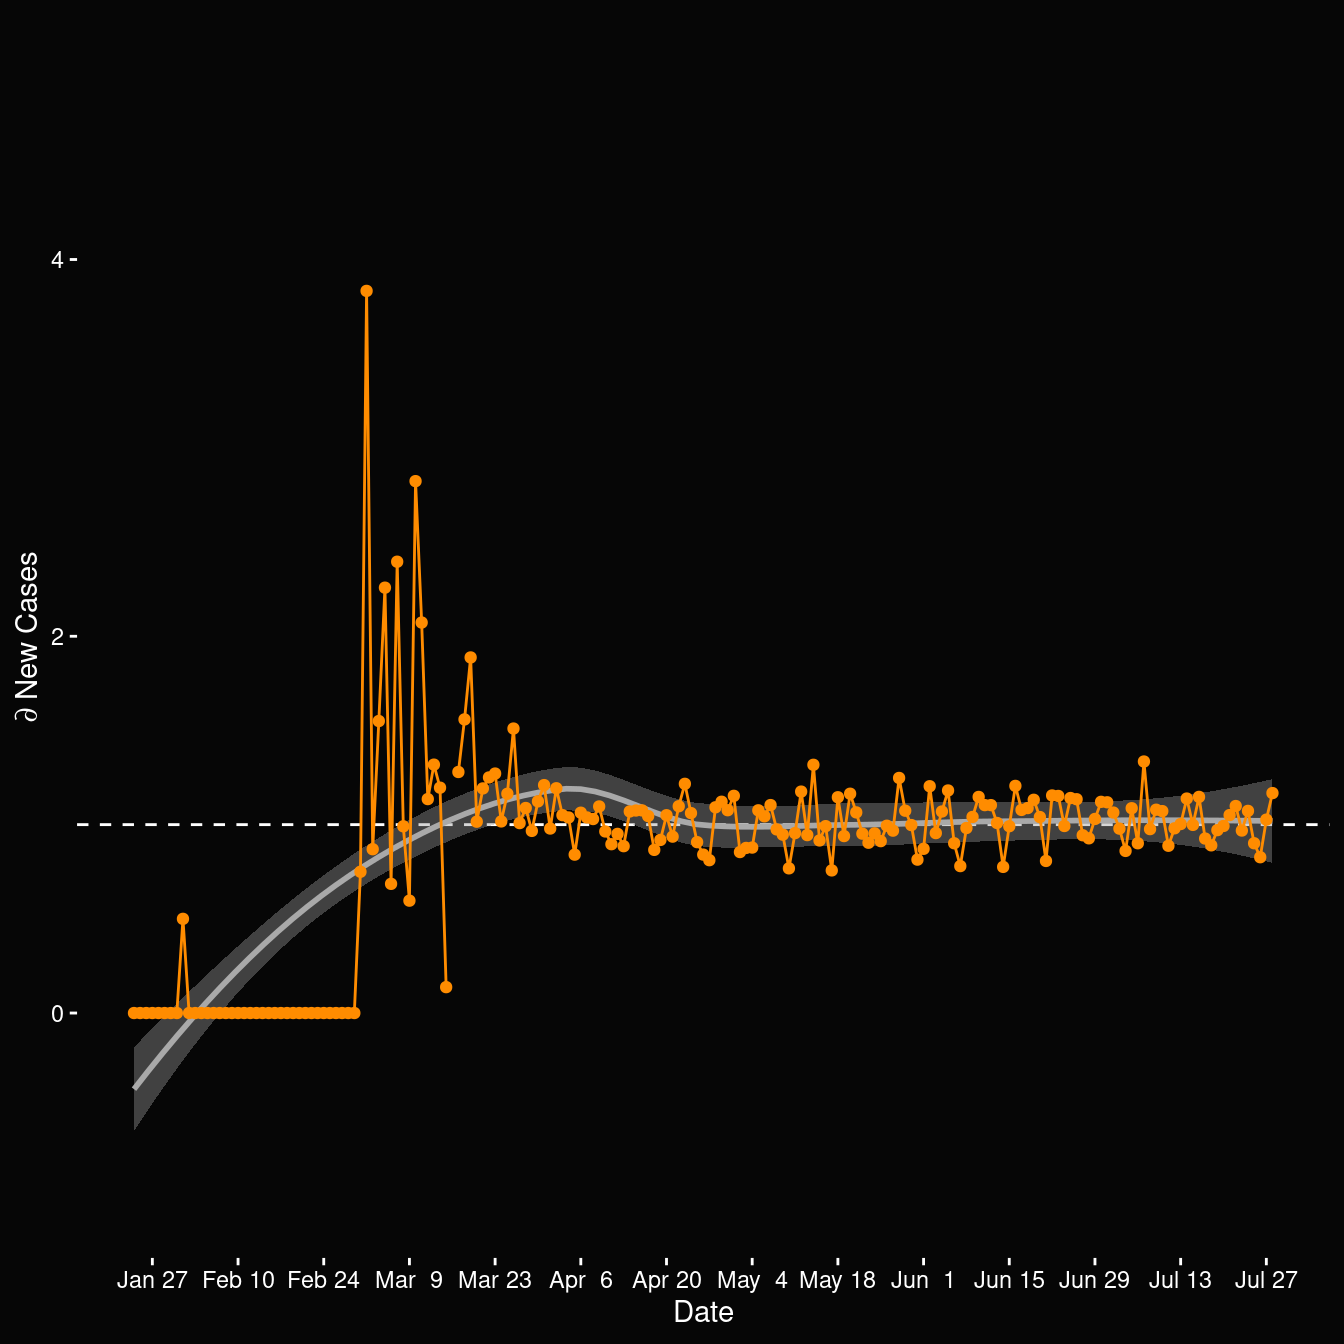 4
2
0
∂ New Cases
Jan 27 Feb 10 Feb 24 Mar  9 Mar 23 Apr  6 Apr 20 May  4 May 18 Jun  1 Jun 15 Jun 29 Jul 13 Jul 27
Date